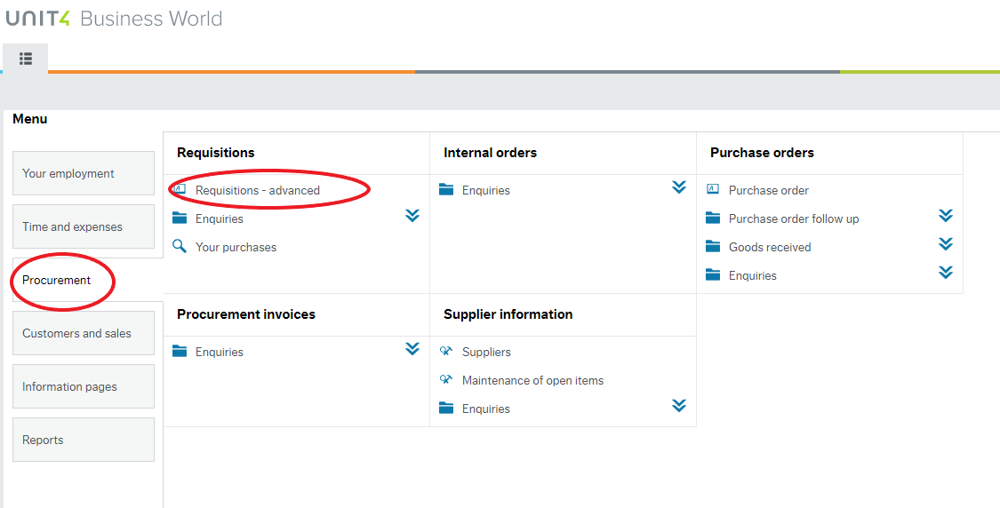 UNIT4 Business World
Menu
Your employment
Time and expenses
Procurement
Customers and sales
Information pages
Reports
Requisitions
Requisitions - advanced
Enquiries
Your purchases
Internal orders
Enquiries
Purchase orders
Purchase order
Purchase order follow up
Goods received
Enquiries
Procurement invoices
Enquiries
Supplier information
Suppliers
Maintenance of open items
Enquiries